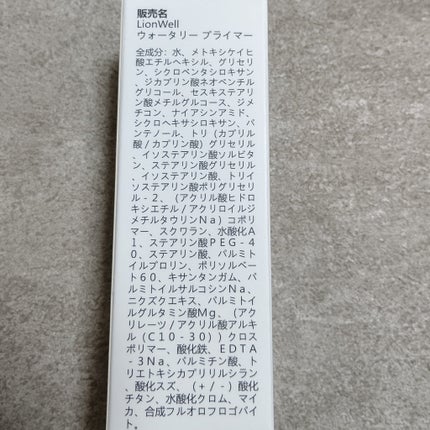 販売名
LionWell
ウォータリー プライマー
全成分：水、メトキシケイヒ
酸エチルヘキシル、グリセリ
ン、シクロペンタシロキサン
、ジカプリン酸ネオペンチル
グリコール、セスキステアリ
ン酸メチルグルコース、ジメ
チコン、ナイアシンアミド、
シクロヘキサシロキサン、パ
ンテノール、トリ（カプリル
酸／カプリン酸）グリセリル
、イソステアリン酸ソルビタ
ン、ステアリン酸グリセリル
、イソステアリン酸、トリイ
ソステアリン酸ポリグリセリ
ル－2、（アクリル酸ヒドロ
キシエチル／アクリロイルジ
メチルタウリンNa）コポリ
マー、スクワラン、水酸化A
l、ステアリン酸PEG－4
0、ステアリン酸、パルミト
イルプロリン、ポリソルベー
ト60、キサンタンガム、パ
ルミトイルサルコシンNa、
ニクズクエキス、パルミトイ
ルグルタミン酸Mg、（アク
リレーツ／アクリル酸アルキ
ル（C10－30））クロス
ポリマー、酸化鉄、EDTA
－3Na、パルミチン酸、ト
リエトキシカプリリルシラン
、酸化スズ、（＋／－）酸化
チタン、水酸化クロム、マイ
カ、合成フルオロフロゴパイ
ト。